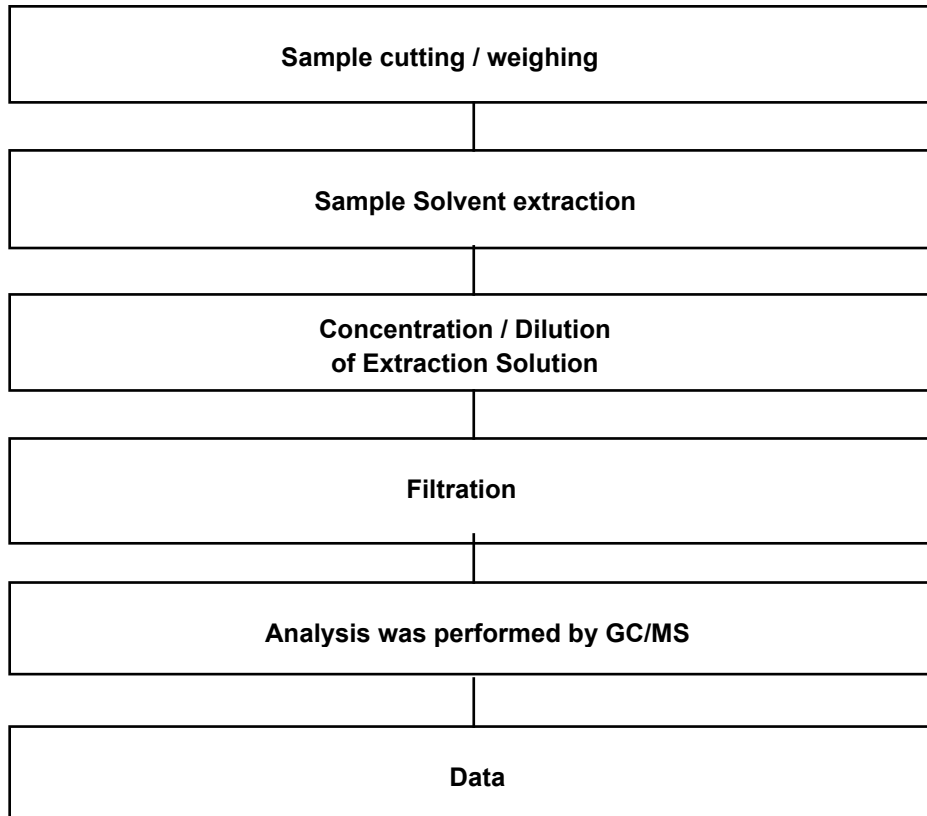 Sample cutting / weighing
Sample Solvent extraction
Concentration / Dilution
of Extraction Solution
Filtration
Analysis was performed by GC/MS
Data